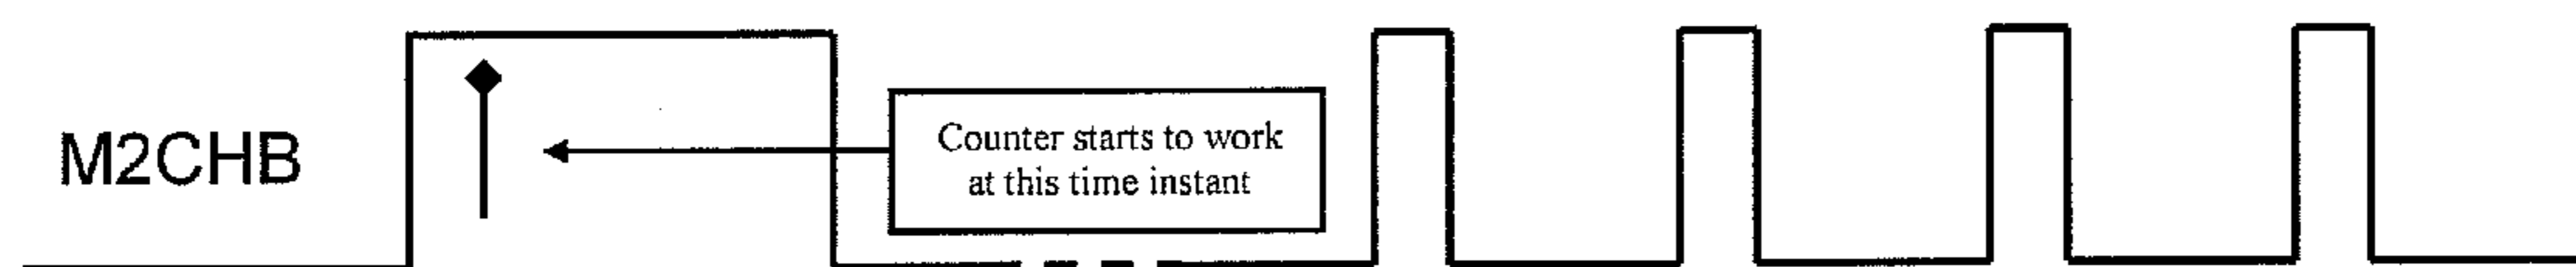 M2CHB
Counter starts to work
at this time instant